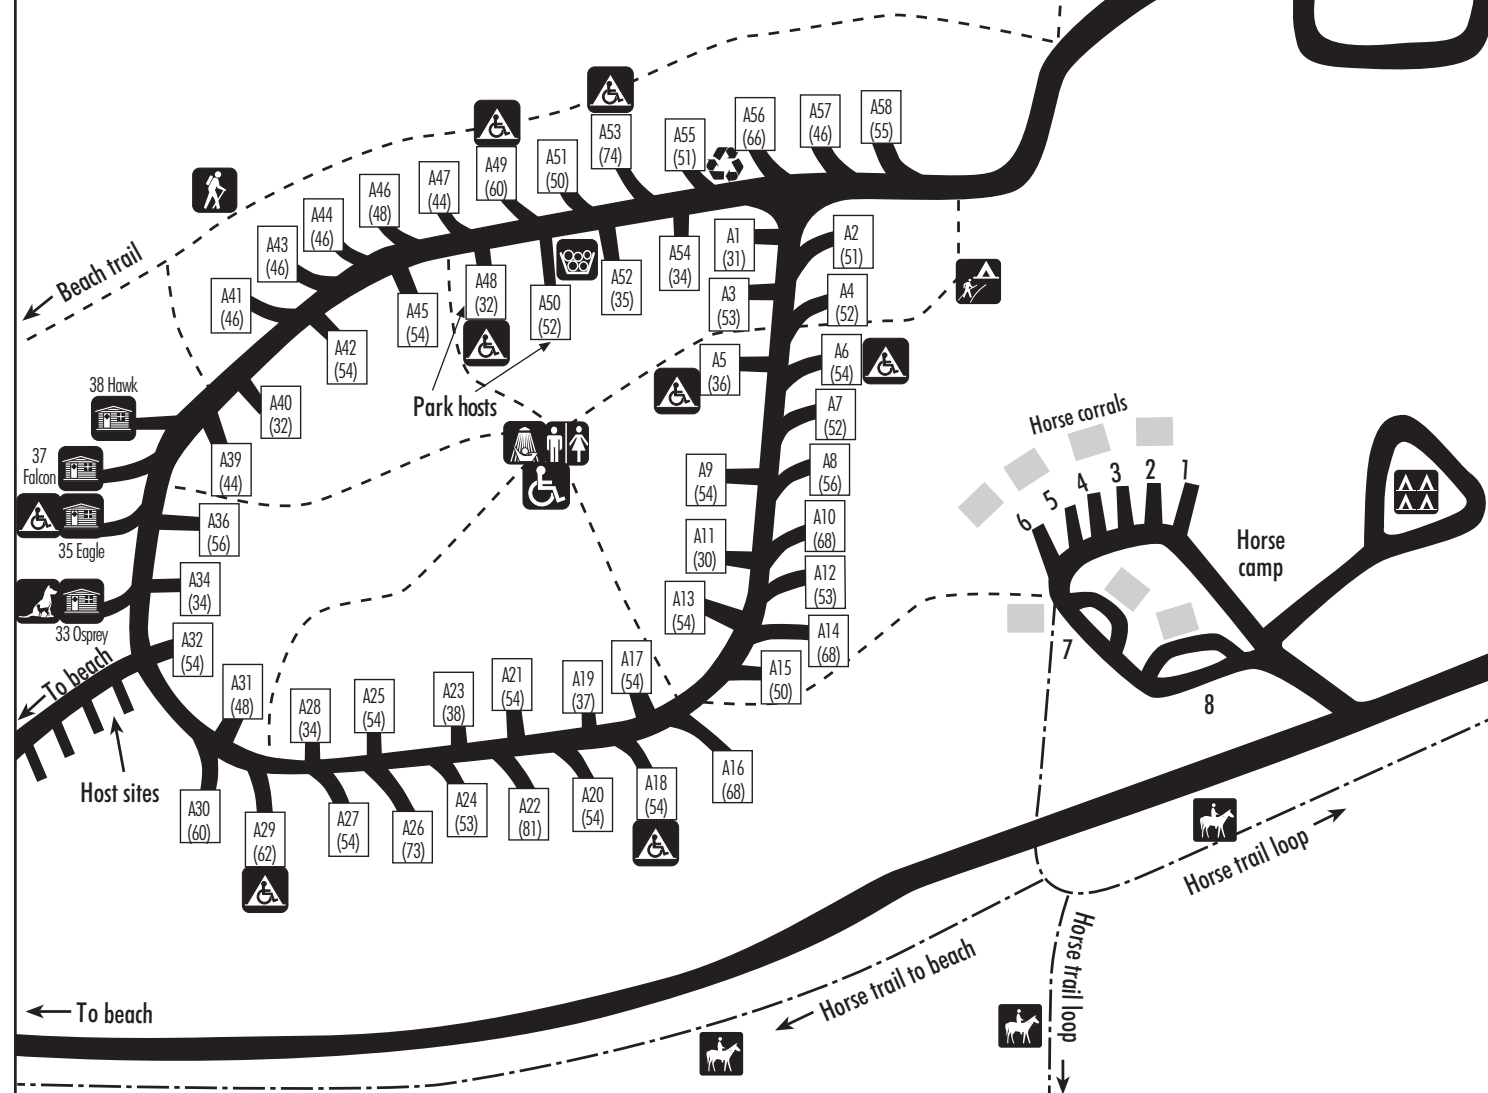 A58
(55)
A57
(46)
A56
(66)
A55
(51)
A53
(74)
A51
(50)
A49
(60)
A47
(44)
A46
(48)
A44
(46)
A43
(46)
A41
(46)
Beach trail
A1
(31)
A2
(51)
A54
(34)
A52
(35)
A50
(52)
A48
(32)
A45
(54)
A42
(54)
A3
(53)
A4
(52)
A5
(36)
A6
(54)
A7
(52)
Park hosts
38 Hawk
A40
(32)
37
Falcon
A39
(44)
35 Eagle
A36
(56)
A34
(34)
33 Osprey
A32
(54)
To beach
Host sites
A9
(54)
A8
(56)
A11
(30)
A10
(68)
A12
(53)
A13
(54)
A14
(68)
A15
(50)
A31
(48)
A28
(34)
A25
(54)
A23
(38)
A21
(54)
A19
(37)
A17
(54)
A16
(68)
A30
(60)
A29
(62)
A27
(54)
A26
(73)
A24
(53)
A22
(81)
A20
(54)
A18
(54)
Horse corrals
6
5
4
3
2
1
Horse
camp
7
8
Horse trail loop
Horse trail to beach
Horse trail loop
To beach